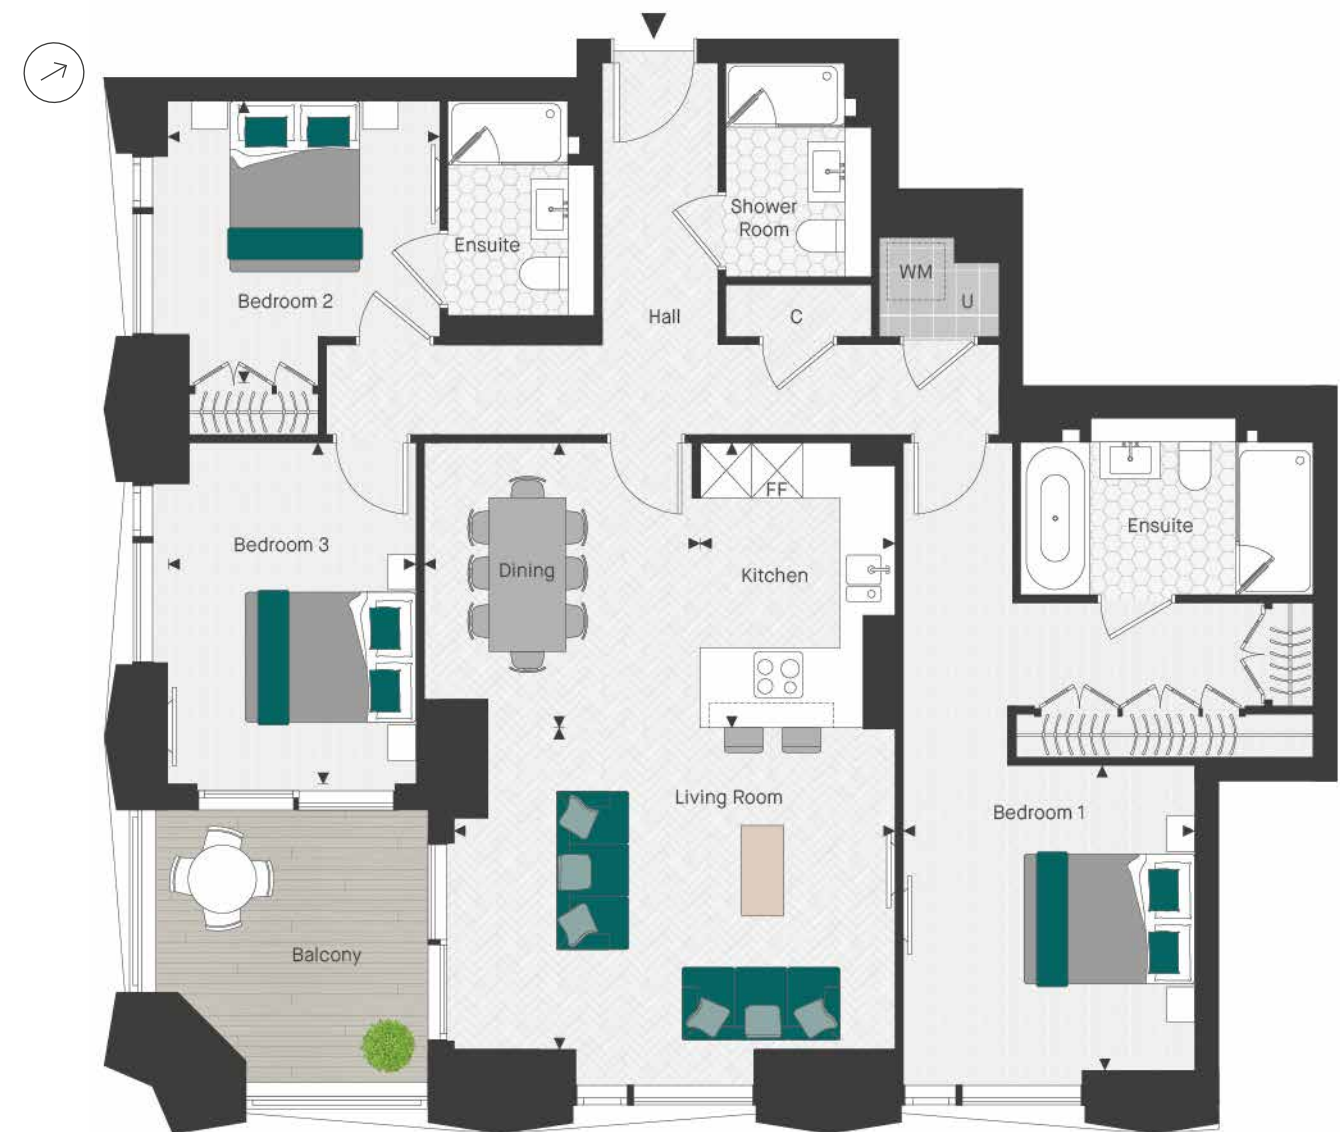 Shower
Room
Ensuite
WM
Bedroom 2
U
Hall
C
FF
Ensuite
Bedroom 3
Dining
Kitchen
Living Room
Bedroom 1
Balcony